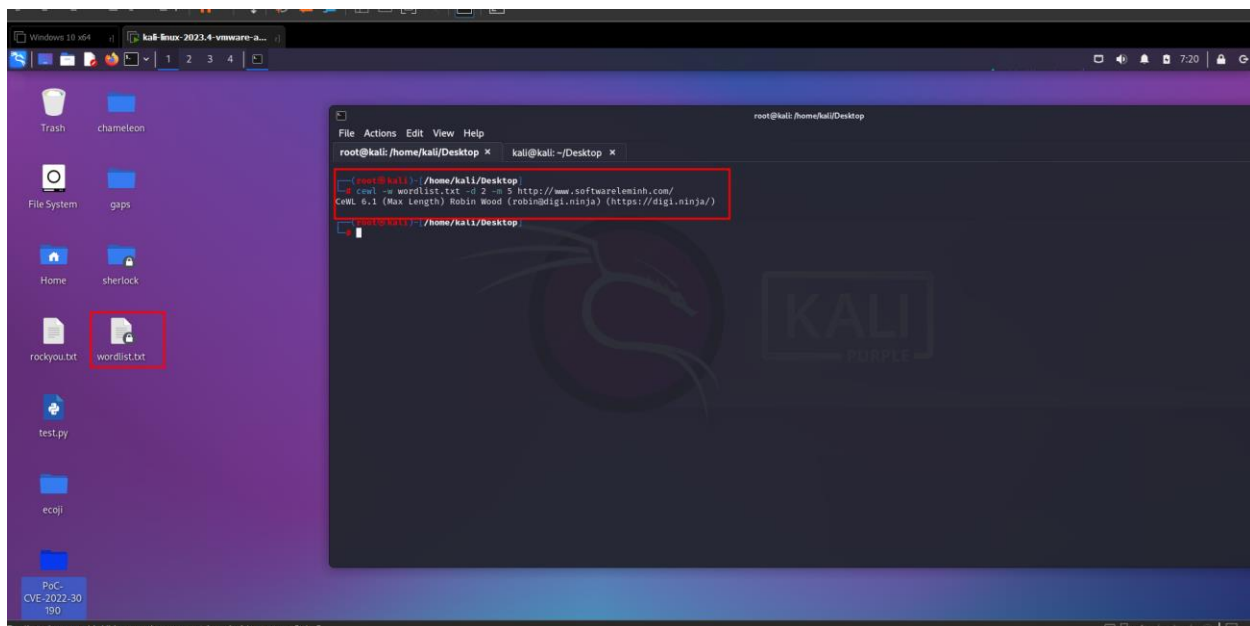 Windows 10 x64
kali-linux-2023.4-vmware-a...
1 2 3 4
7:20
Trash
chameleon
File System
gaps
Home
sherlock
rockyou.txt
wordlist.txt
test.py
ecoji
PoC-
CVE-2022-30
190
root@kali: /home/kali/Desktop
File Actions Edit View Help
root@kali: /home/kali/Desktop ×
kali@kali: ~/Desktop ×
(root㉿kali)-[/home/kali/Desktop]
# cewl -w wordlist.txt -d 2 -m 5 http://www.softwareleminh.com/
CeWL 6.1 (Max Length) Robin Wood (robin@digi.ninja) (https://digi.ninja/)
(root㉿kali)-[/home/kali/Desktop]
#
KALI
PURPLE